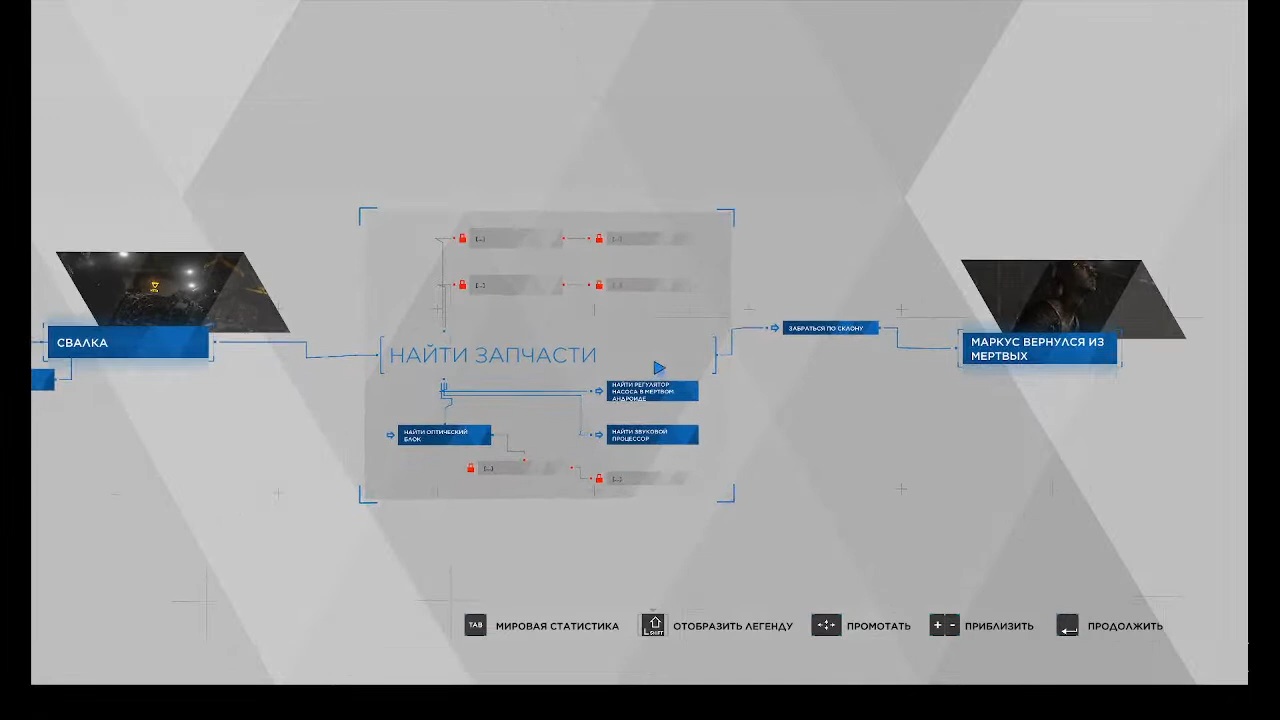 [...]
[...]
[...]
[...]
СВАЛКА
НАЙТИ ЗАПЧАСТИ
ЗАБРАТЬСЯ ПО СКЛОНУ
МАРКУС ВЕРНУЛСЯ ИЗ
МЕРТВЫХ
НАЙТИ РЕГУЛЯТОР
НАСОСА В МЕРТВОМ
АНДРОИДЕ
НАЙТИ ОПТИЧЕСКИЙ
БЛОК
НАЙТИ ЗВУКОВОЙ
ПРОЦЕССОР
[...]
[...]
TAB
МИРОВАЯ СТАТИСТИКА
L SHIFT
ОТОБРАЗИТЬ ЛЕГЕНДУ
ПРОМОТАТЬ
+ -
ПРИБЛИЗИТЬ
ПРОДОЛЖИТЬ